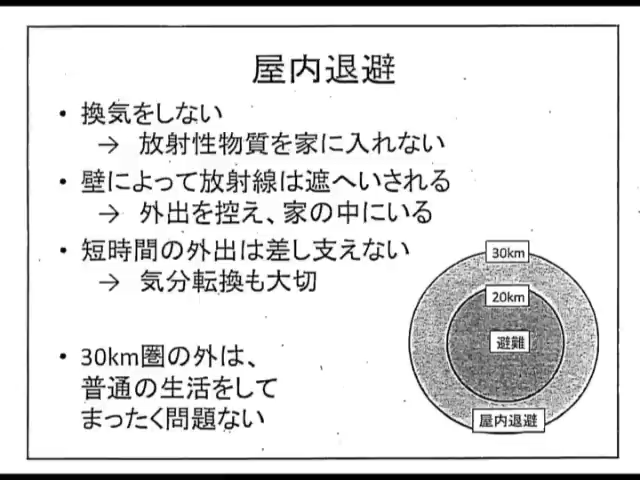 屋内退避
• 換気をしない
→ 放射性物質を家に入れない
• 壁によって放射線は遮へいされる
→ 外出を控え、家の中にいる
• 短時間の外出は差し支えない
→ 気分転換も大切
• 30km圏の外は、
普通の生活をして
まったく問題ない
30km
20km
避難
屋内退避